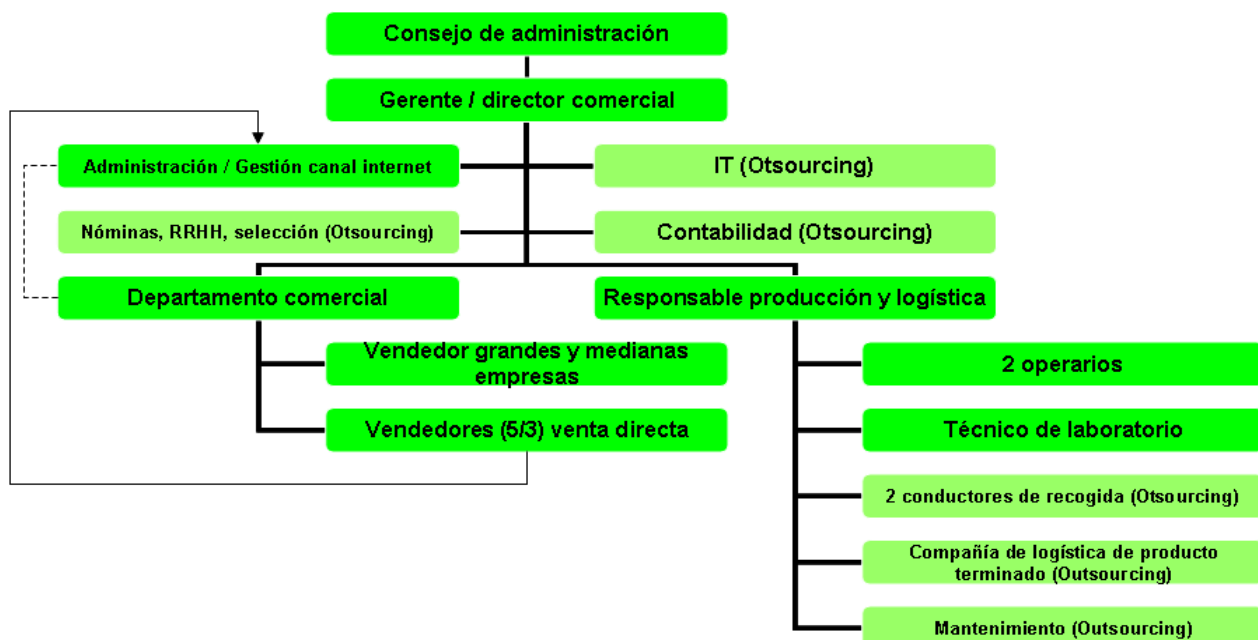 Consejo de administración
Gerente / director comercial
Administración / Gestión canal internet
IT (Otsourcing)
Nóminas, RRHH, selección (Otsourcing)
Contabilidad (Otsourcing)
Departamento comercial
Responsable producción y logística
Vendedor grandes y medianas
empresas
2 operarios
Vendedores (5/3) venta directa
Técnico de laboratorio
2 conductores de recogida (Otsourcing)
Compañía de logística de producto
terminado (Outsourcing)
Mantenimiento (Outsourcing)